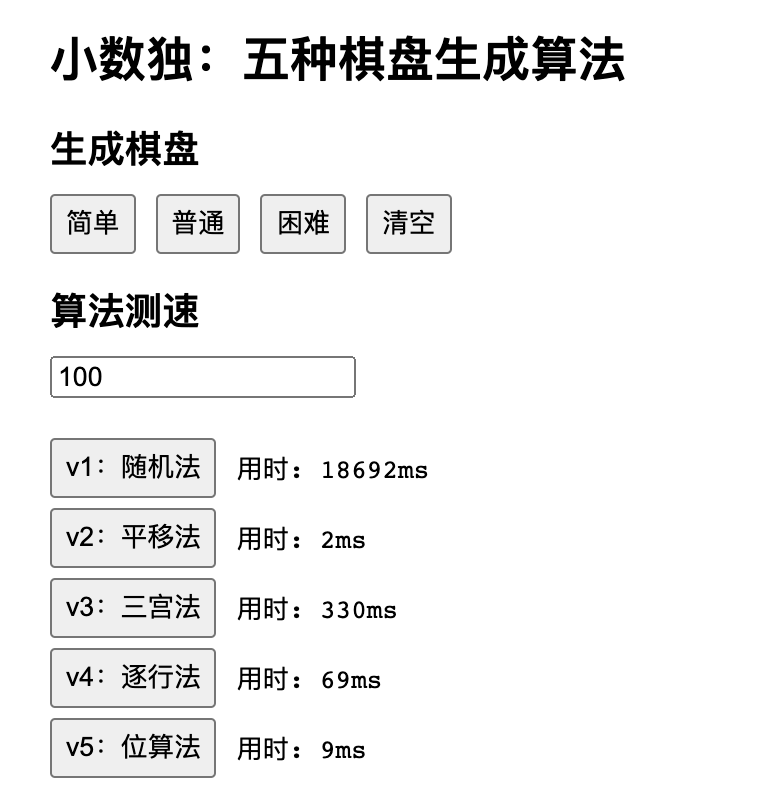 小数独：五种棋盘生成算法
生成棋盘
简单 普通 困难 清空
算法测速
100
v1：随机法 用时：18692ms
v2：平移法 用时：2ms
v3：三宫法 用时：330ms
v4：逐行法 用时：69ms
v5：位算法 用时：9ms